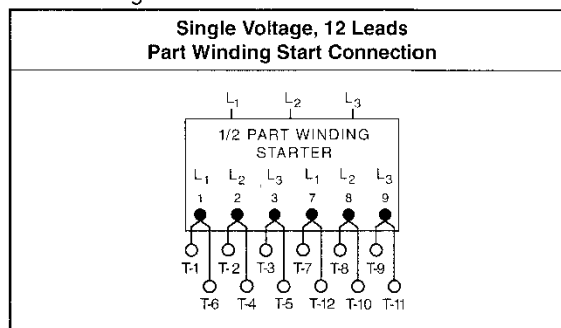 Single Voltage, 12 Leads
Part Winding Start Connection
L1 L2 L3
1/2 PART WINDING
STARTER
L1 L2 L3 L1 L2 L3
1 2 3 7 8 9
T-1 T-2 T-3 T-7 T-8 T-9
T-6 T-4 T-5 T-12 T-10 T-11